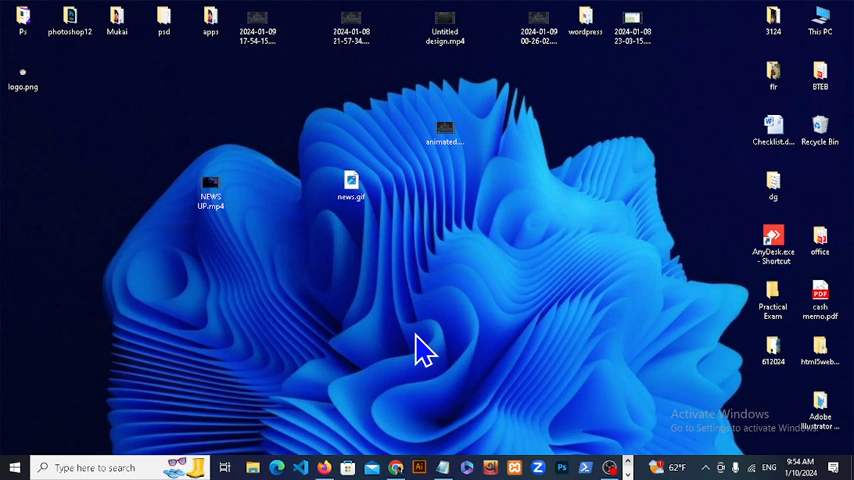 Ps
photoshop12
Mukai
psd
apps
2024-01-09
17-54-15....
2024-01-08
21-57-34....
Untitled
design.mp4
2024-01-09
00-26-02....
wordpress
2024-01-08
23-03-15....
3124
This PC
logo.png
flr
BTEB
animated....
Checklist.d...
Recycle Bin
NEWS
UP.mp4
news.gif
dg
AnyDesk.exe
- Shortcut
office
Practical
Exam
cash
memo.pdf
612024
html5web...
Adobe
Illustrator ...
Activate Windows
Go to Settings to activate Windows.
Type here to search
Ai
Ps
62°F
ENG
9:54 AM
1/10/2024